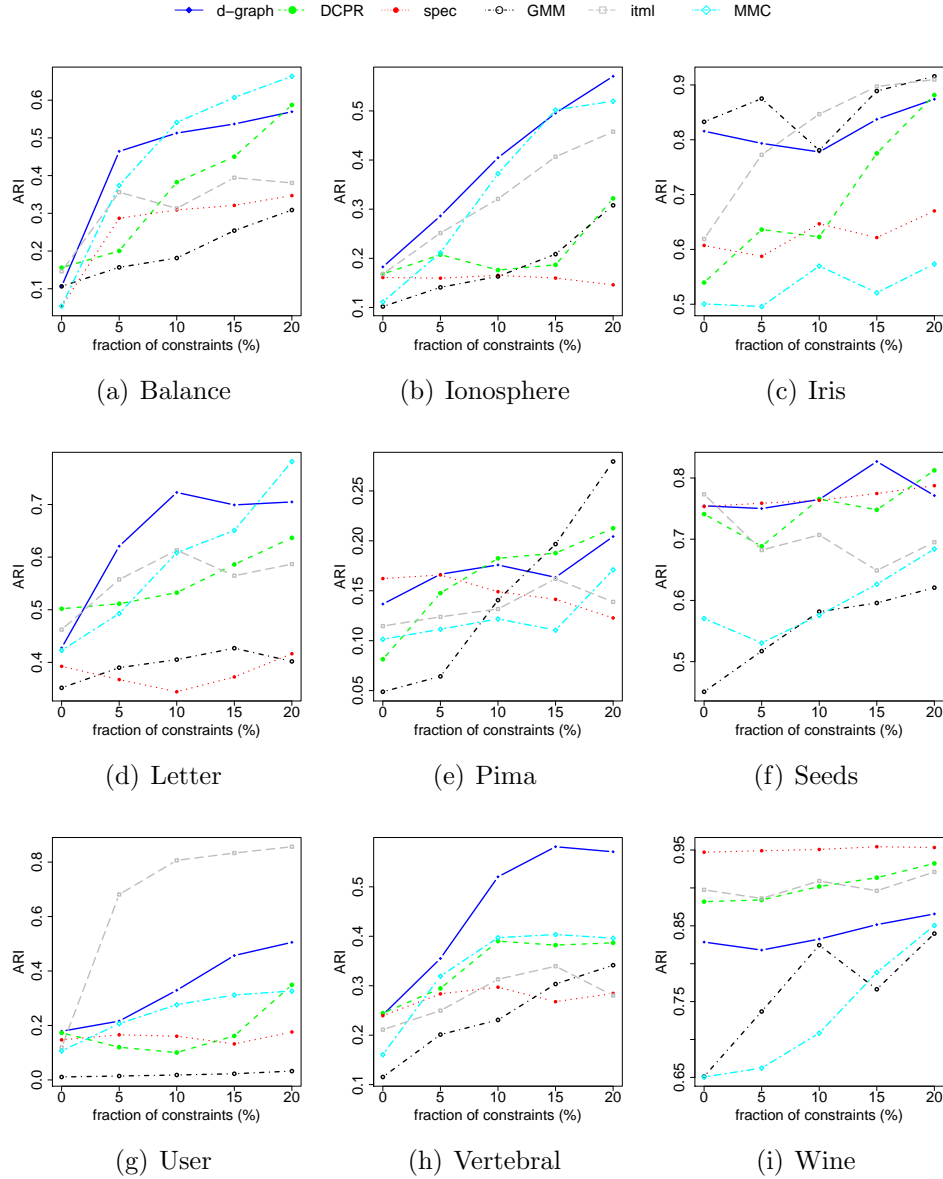 d−graph DCPR spec GMM itml MMC
0.1 0.2 0.3 0.4 0.5 0.6
ARI
0 5 10 15 20
fraction of constraints (%)
(a) Balance
0.1 0.2 0.3 0.4 0.5
ARI
0 5 10 15 20
fraction of constraints (%)
(b) Ionosphere
0.5 0.6 0.7 0.8 0.9
ARI
0 5 10 15 20
fraction of constraints (%)
(c) Iris
0.4 0.5 0.6 0.7
ARI
0 5 10 15 20
fraction of constraints (%)
(d) Letter
0.05 0.10 0.15 0.20 0.25
ARI
0 5 10 15 20
fraction of constraints (%)
(e) Pima
0.5 0.6 0.7 0.8
ARI
0 5 10 15 20
fraction of constraints (%)
(f) Seeds
0.0 0.2 0.4 0.6 0.8
ARI
0 5 10 15 20
fraction of constraints (%)
(g) User
0.1 0.2 0.3 0.4 0.5
ARI
0 5 10 15 20
fraction of constraints (%)
(h) Vertebral
0.65 0.75 0.85 0.95
ARI
0 5 10 15 20
fraction of constraints (%)
(i) Wine